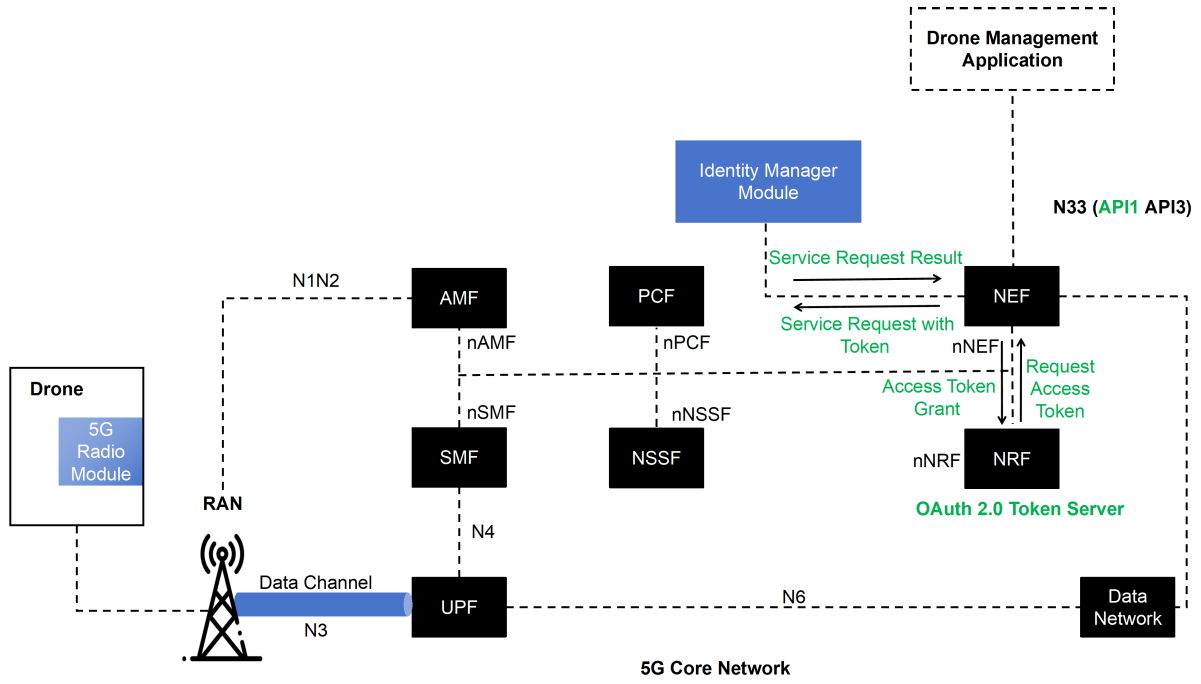 Drone Management
Application
Identity Manager
Module
N33 (API1 API3)
Service Request Result
N1N2
AMF
PCF
NEF
Service Request with
Token
nAMF
nPCF
nNEF
Request
Access
Token
Access Token
Grant
Drone
5G
Radio
Module
nSMF
nNSSF
SMF
NSSF
nNRF
NRF
OAuth 2.0 Token Server
RAN
N4
Data Channel
UPF
N3
N6
Data
Network
5G Core Network